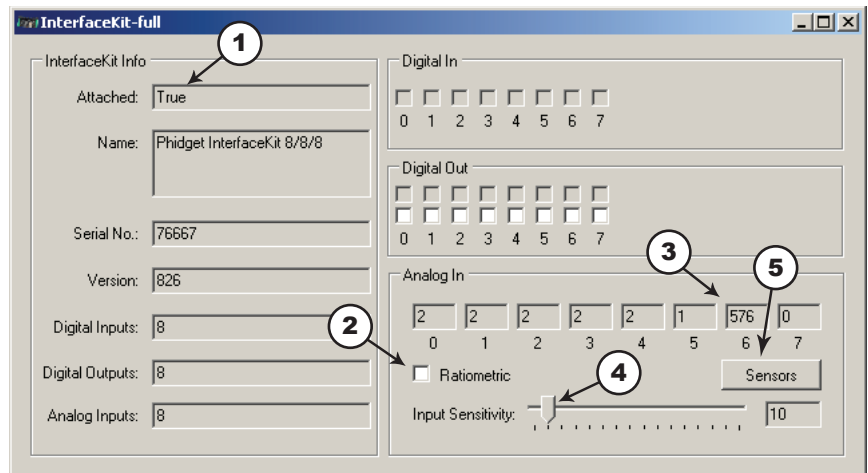 InterfaceKit-full
1
InterfaceKit Info
Attached: True
Name: Phidget InterfaceKit 8/8/8
Serial No.: 76667
Version: 826
Digital Inputs: 8
Digital Outputs: 8
Analog Inputs: 8
Digital In
0 1 2 3 4 5 6 7
Digital Out
0 1 2 3 4 5 6 7
3
5
Analog In
2 2 2 2 2 1 576 0
0 1 2 3 4 5 6 7
2
Ratiometric
4
Sensors
Input Sensitivity: 10